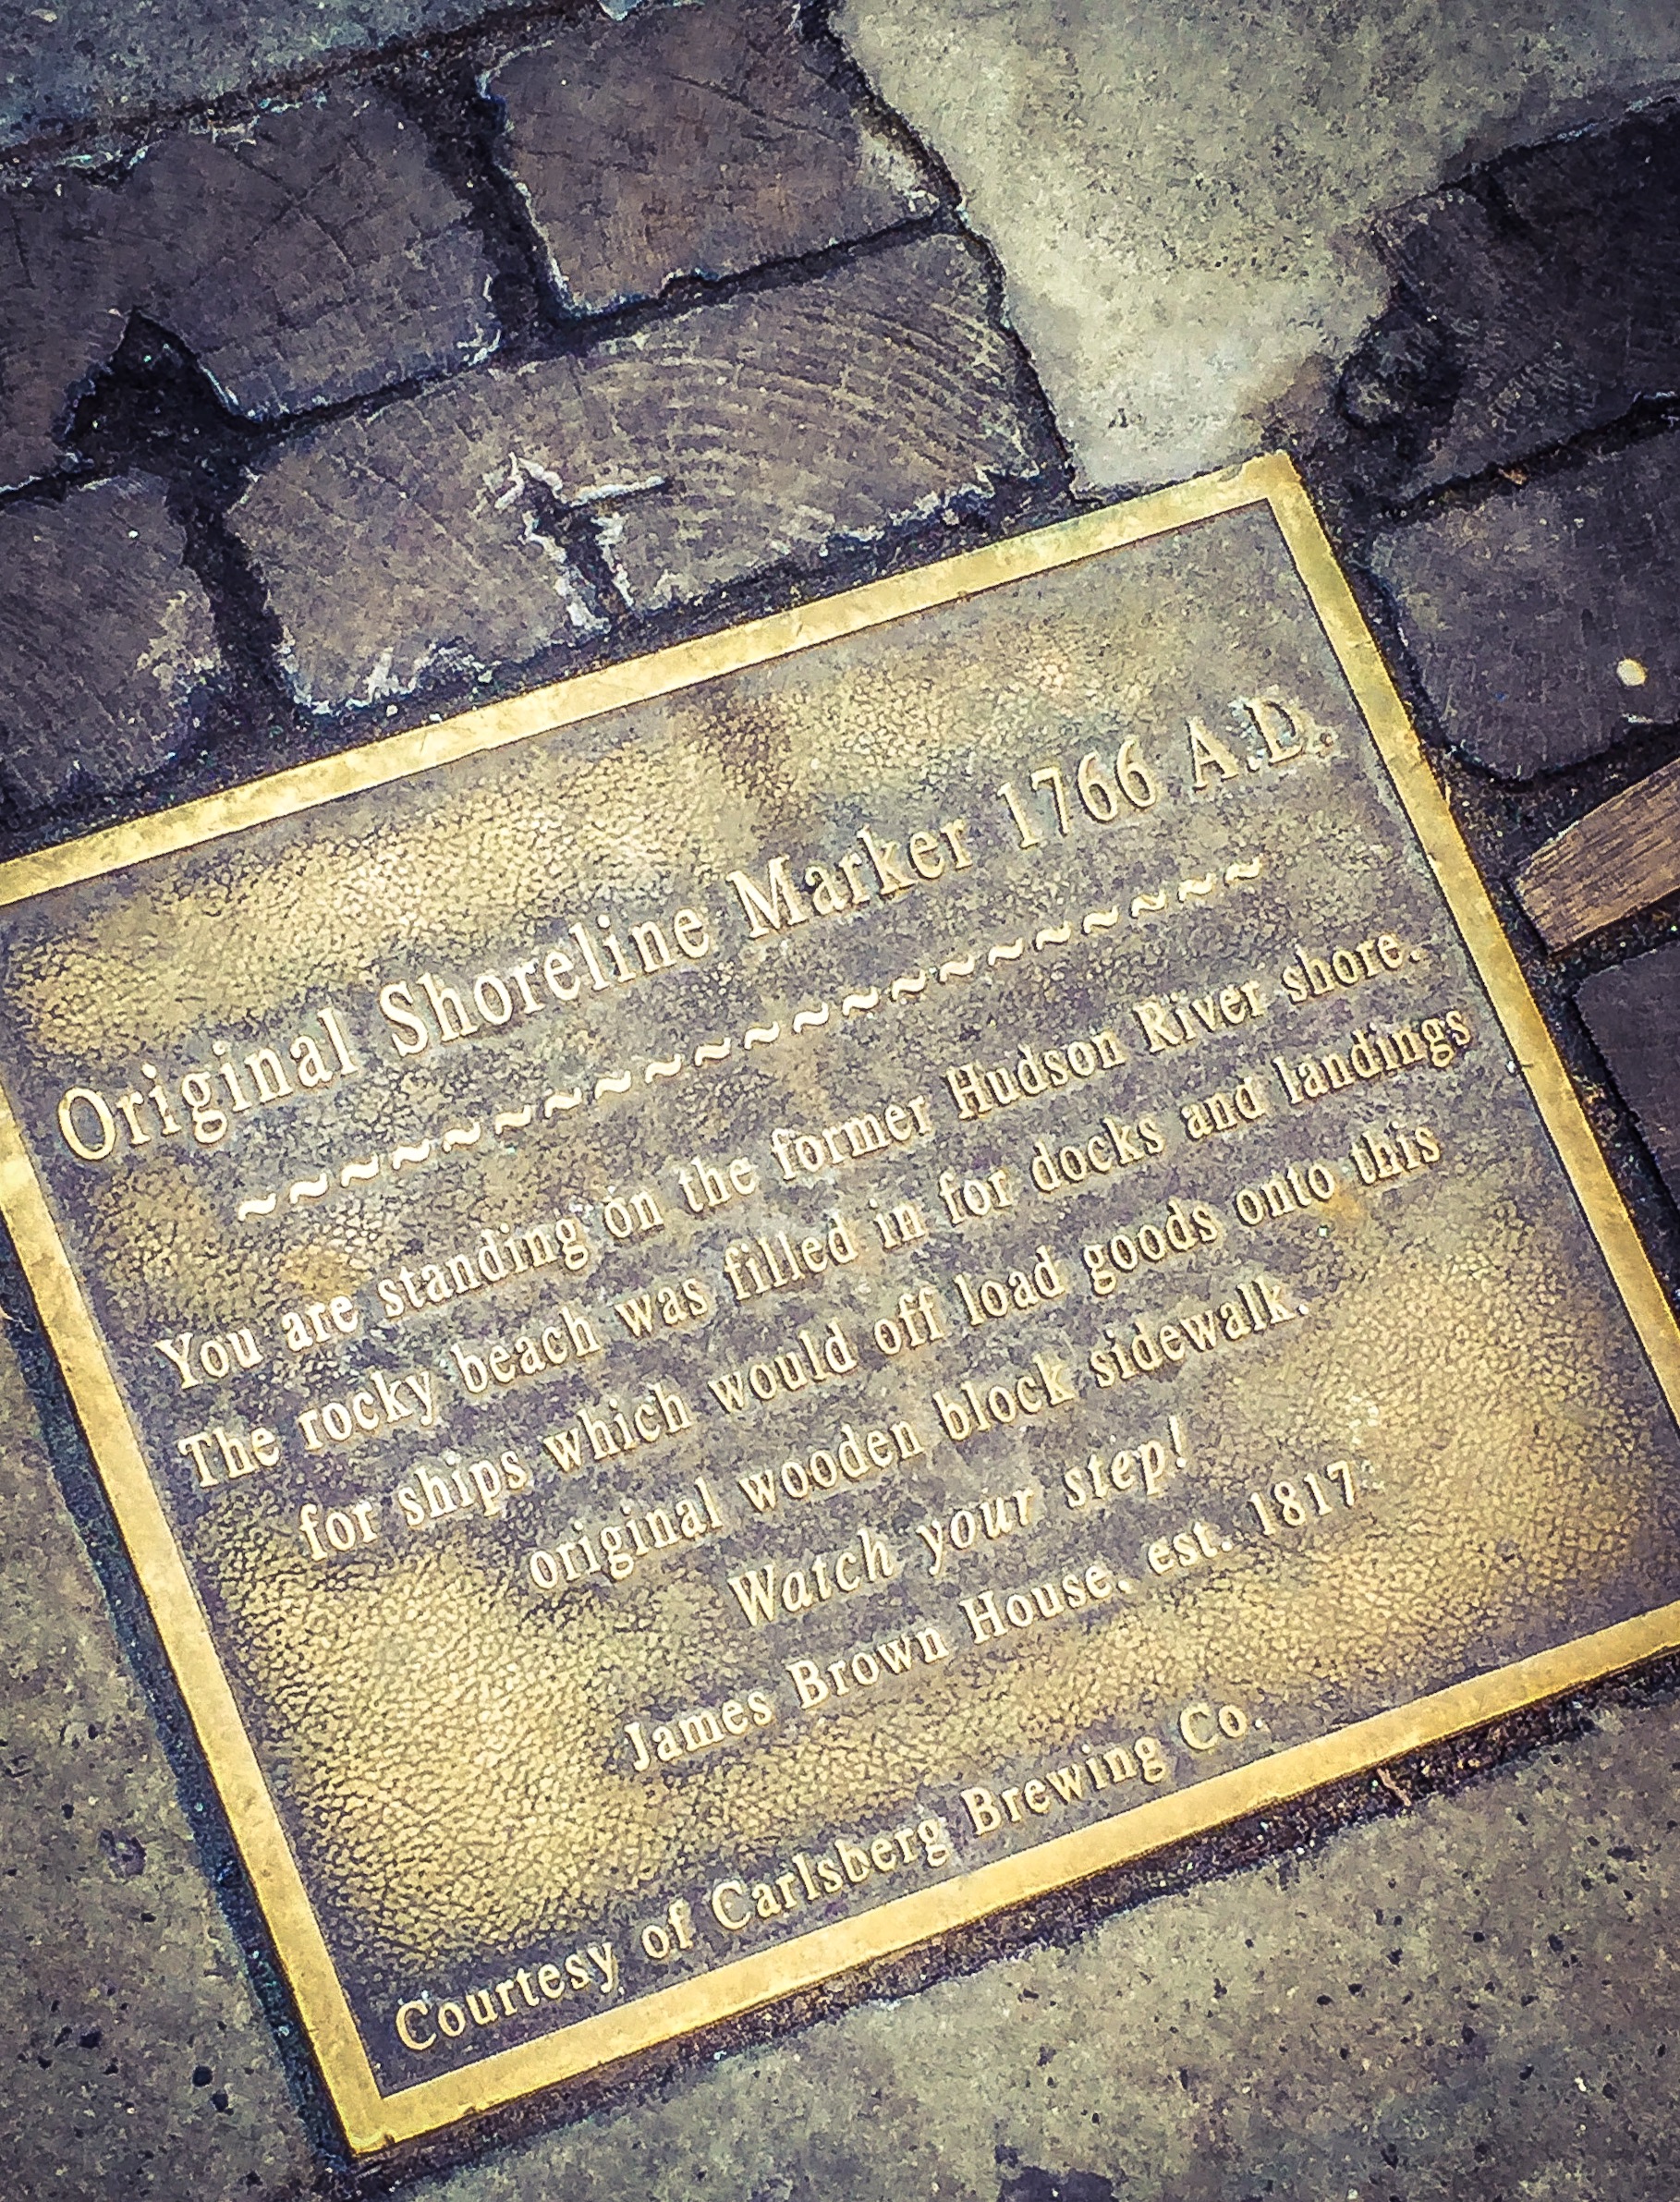 Original Shoreline Marker 1766 A.D.
~~~~~~~~~~~~~~~~~~~~~
You are standing on the former Hudson River shore.
The rocky beach was filled in for docks and landings
for ships which would off load goods onto this
original wooden block sidewalk.
Watch your step!
James Brown House, est. 1817
Courtesy of Carlsberg Brewing Co.